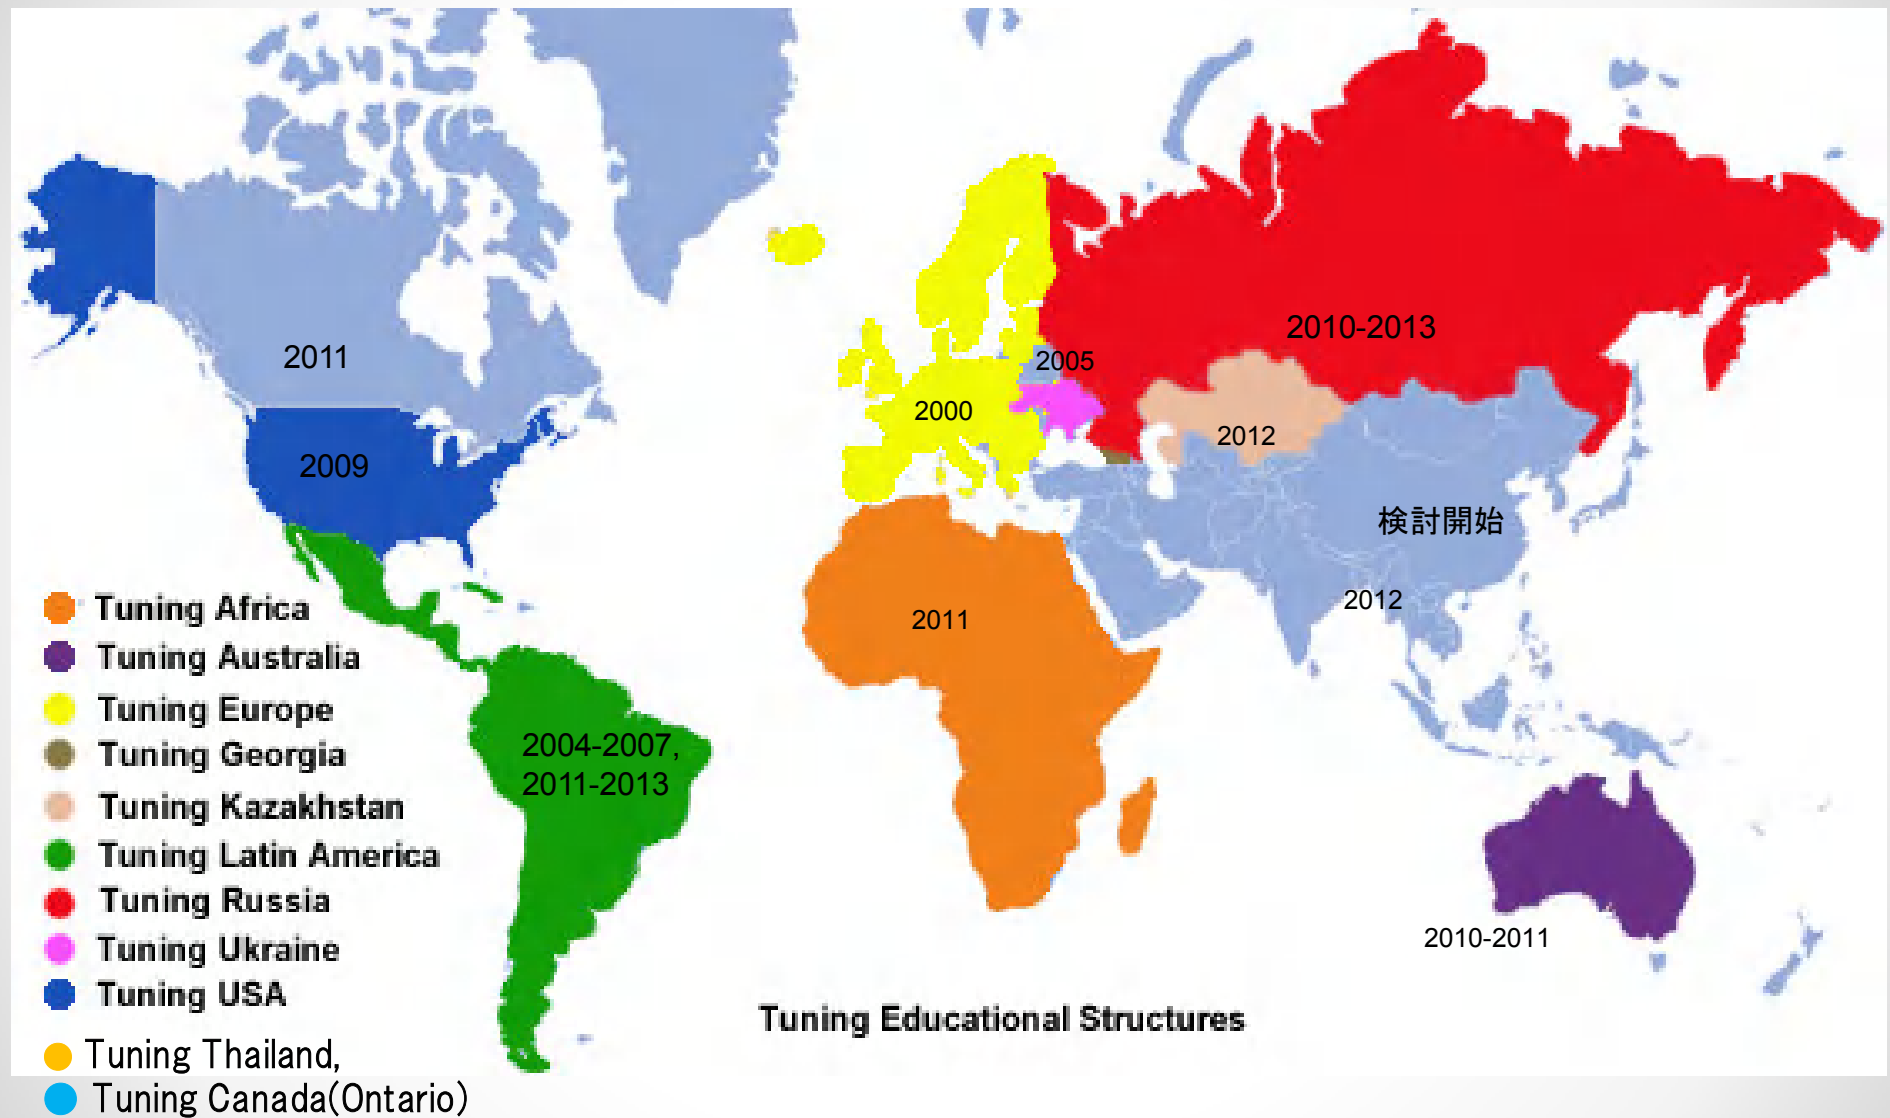 2010-2013
2011
2005
2000
2012
2009
検討開始
2012
2011
Tuning Africa
Tuning Australia
Tuning Europe
Tuning Georgia
Tuning Kazakhstan
Tuning Latin America
Tuning Russia
Tuning Ukraine
Tuning USA
Tuning Thailand,
Tuning Canada(Ontario)
2004-2007,
2011-2013
2010-2011
Tuning Educational Structures